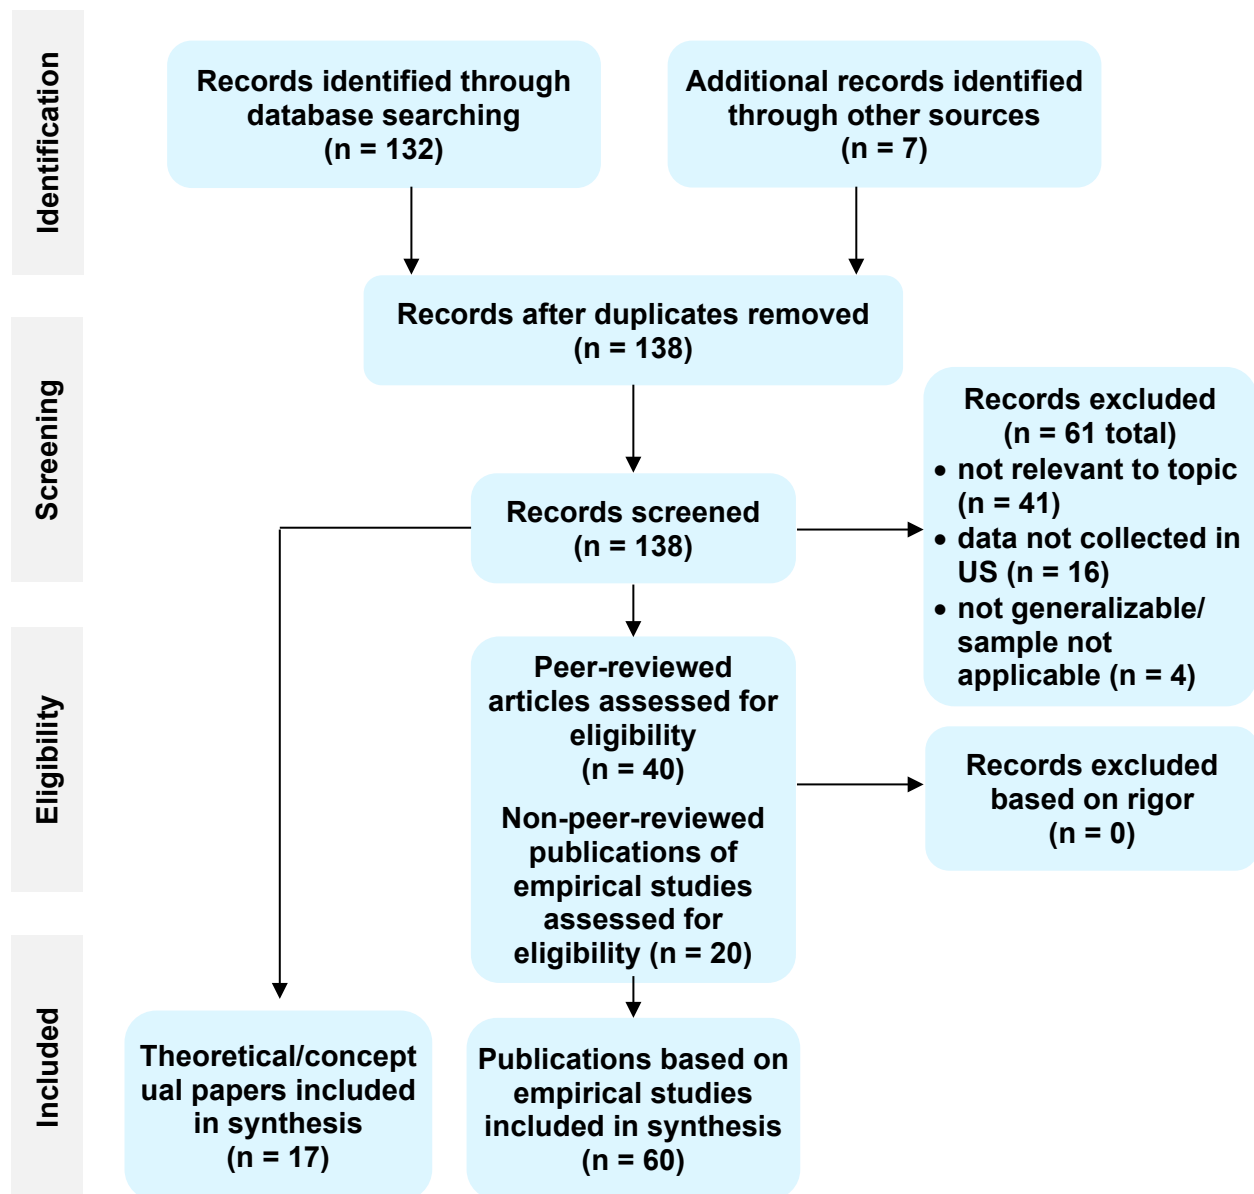 Identification
Records identified through
database searching
(n = 132)
Additional records identified
through other sources
(n = 7)
Records after duplicates removed
(n = 138)
Screening
Records screened
(n = 138)
Records excluded
(n = 61 total)
• not relevant to topic
(n = 41)
• data not collected in
US (n = 16)
• not generalizable/
sample not
applicable (n = 4)
Eligibility
Peer-reviewed
articles assessed for
eligibility
(n = 40)
Non-peer-reviewed
publications of
empirical studies
assessed for
eligibility (n = 20)
Records excluded
based on rigor
(n = 0)
Included
Theoretical/concept
ual papers included
in synthesis
(n = 17)
Publications based on
empirical studies
included in synthesis
(n = 60)